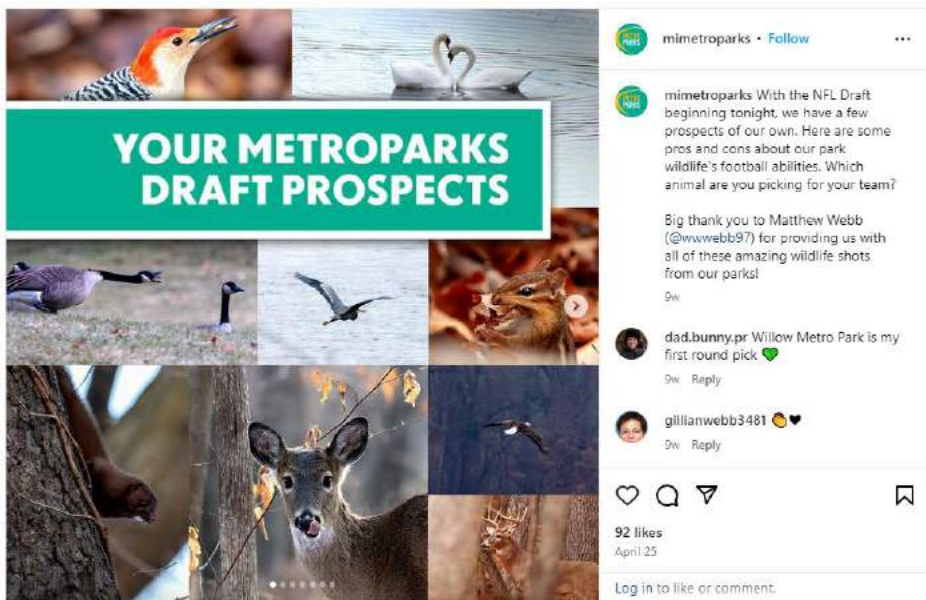 YOUR METROPARKS
DRAFT PROSPECTS
mimetroparks • Follow
mimetroparks With the NFL Draft
beginning tonight, we have a few
prospects of our own. Here are some
pros and cons about our park
wildlife's football abilities. Which
animal are you picking for your team?
Big thank you to Matthew Webb
(@wwwebb97) for providing us with
all of these amazing wildlife shots
from our parks!
9w
dad.bunny.pr Willow Metro Park is my
first round pick 💚
9w Reply
gillianwebb3481 👏🖤
9w Reply
92 likes
April 25
Log in to like or comment.